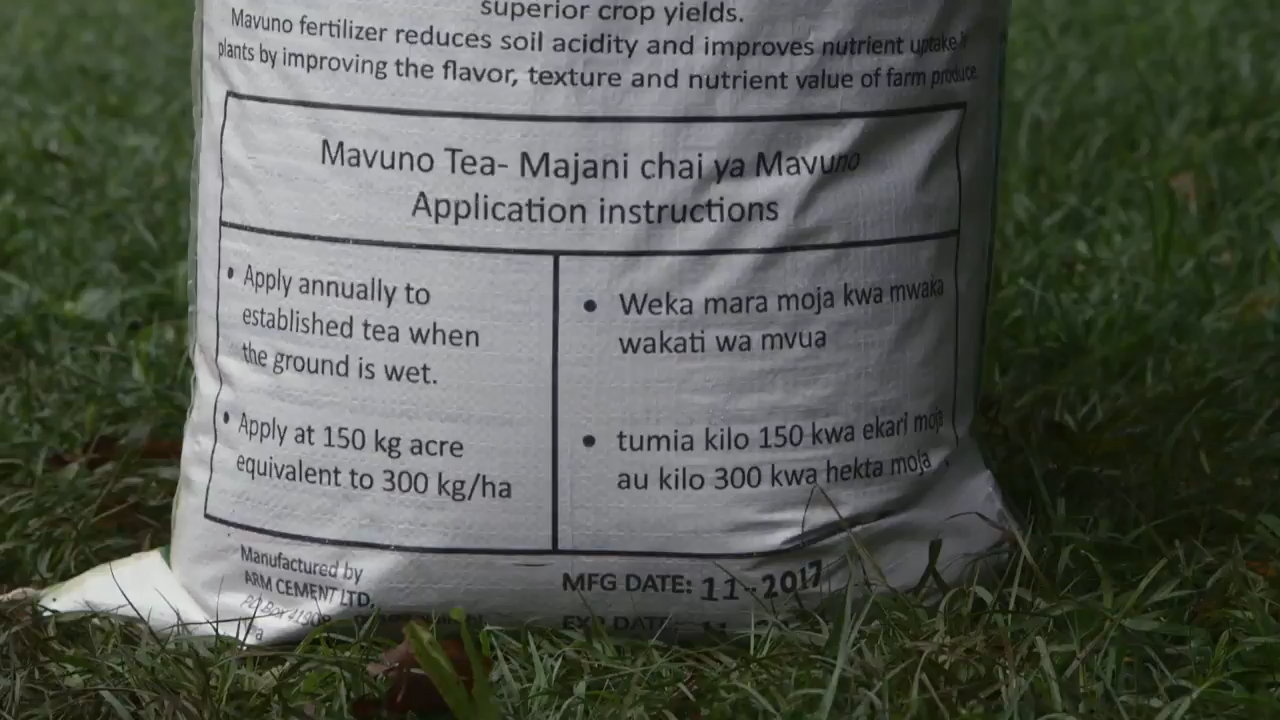 superior crop yields.
Mavuno fertilizer reduces soil acidity and improves nutrient uptake
plants by improving the flavor, texture and nutrient value of farm produce.
Mavuno Tea- Majani chai ya Mavuno
Application instructions
• Apply annually to
established tea when
the ground is wet.
• Apply at 150 kg acre
equivalent to 300 kg/ha
• Weka mara moja kwa mwaka
wakati wa mvua
• tumia kilo 150 kwa ekari moja
au kilo 300 kwa hekta moja
Manufactured by
ARM CEMENT LTD.
PO Box 41908
MFG DATE: 11-2017
EXP DATE: 11